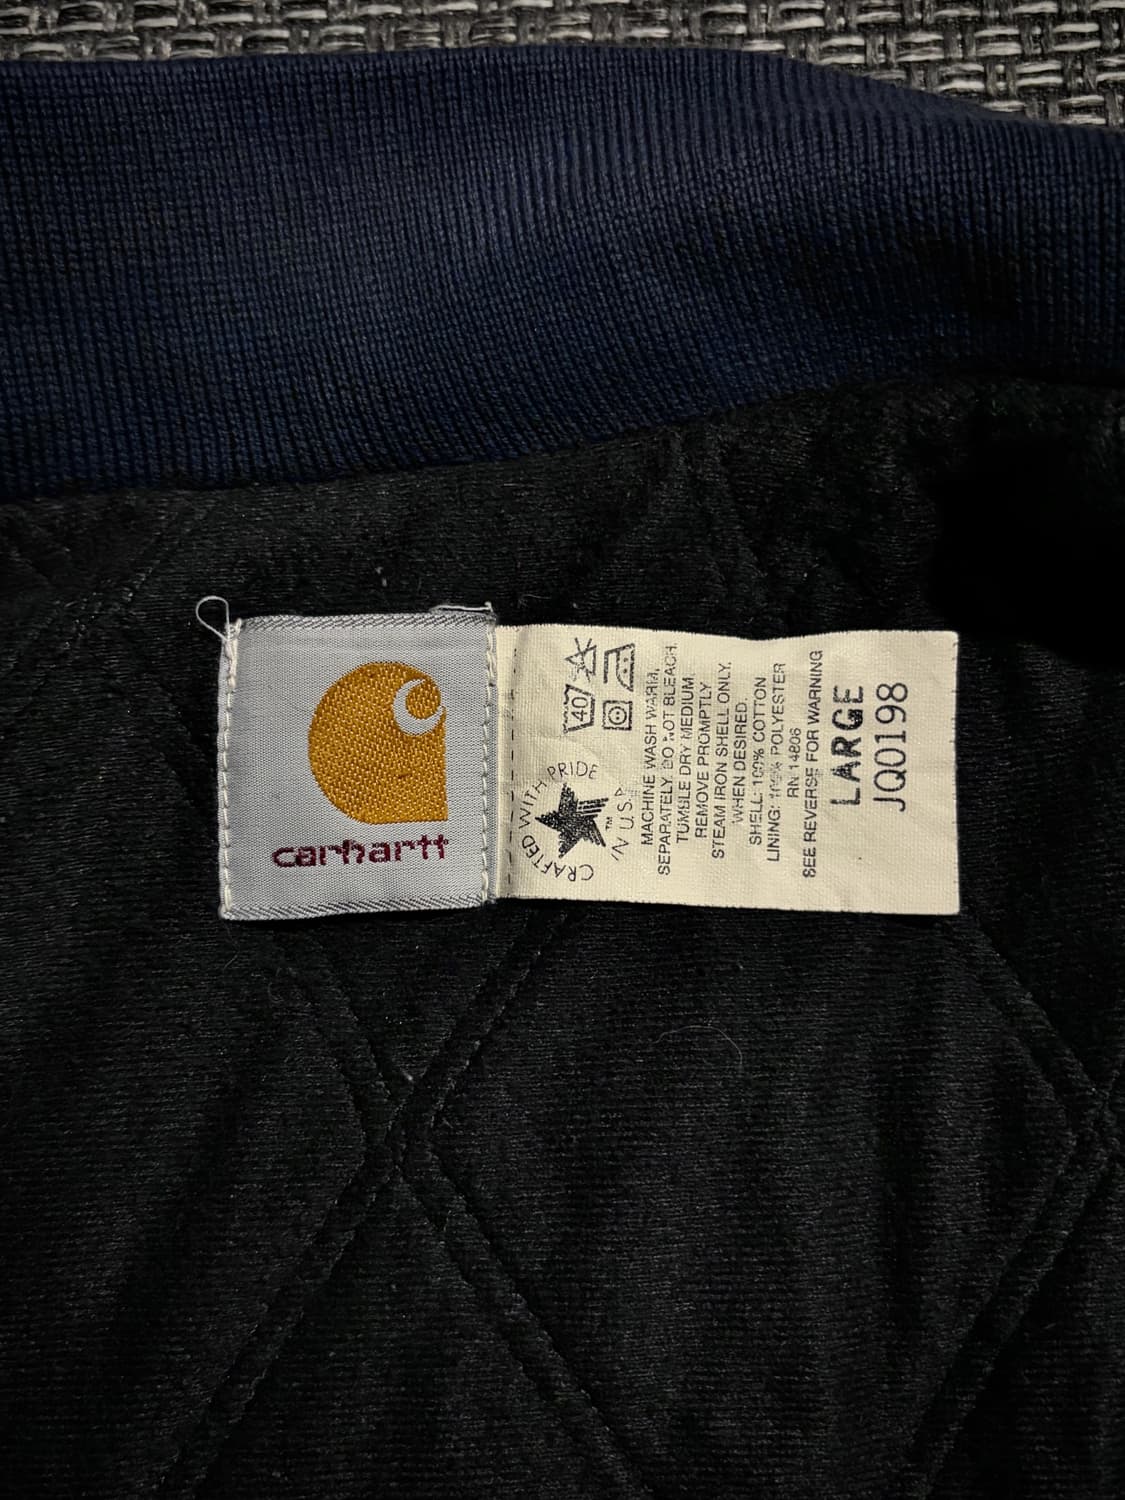 carhartt
40
CRAFTED WITH PRIDE
IN U.S.A.
TM
MACHINE WASH WARM,
SEPARATELY. DO NOT BLEACH.
TUMBLE DRY MEDIUM.
REMOVE PROMPTLY
STEAM IRON SHELL ONLY.
WHEN DESIRED.
SHELL: 100% COTTON
LINING: 100% POLYESTER
RN 14806
SEE REVERSE FOR WARNING
LARGE
JQ0198